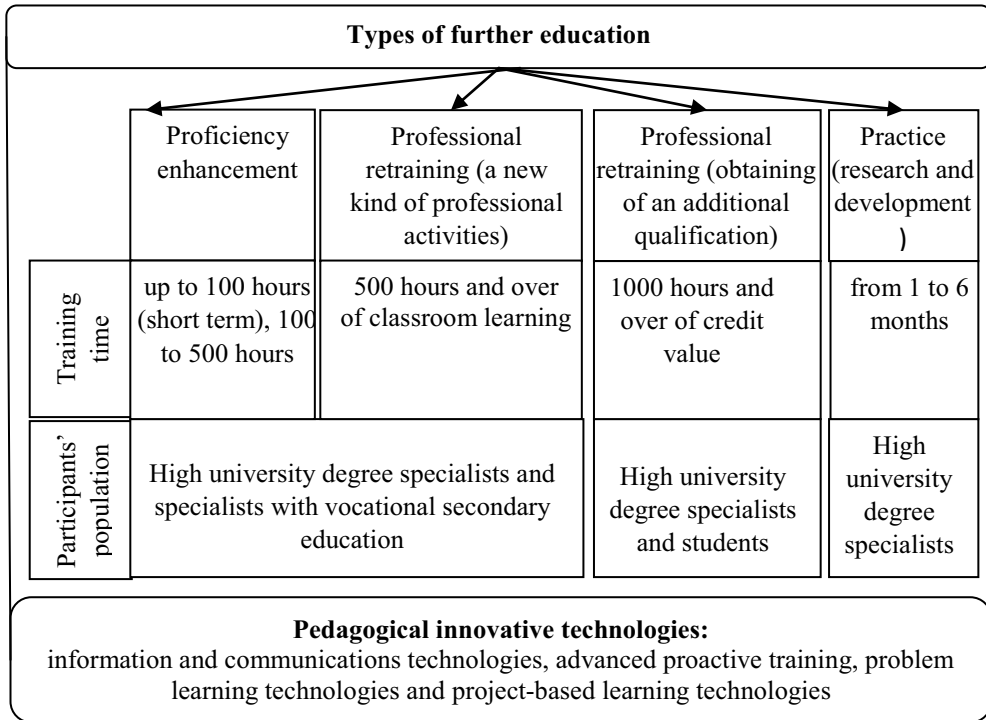 Types of further education
Proficiency
enhancement
Professional
retraining (a new
kind of professional
activities)
Professional
retraining (obtaining
of an additional
qualification)
Practice
(research and
development
)
Training
time
up to 100 hours
(short term), 100
to 500 hours
500 hours and over
of classroom learning
1000 hours and
over of credit
value
from 1 to 6
months
Participants’
population
High university degree specialists and
specialists with vocational secondary
education
High university
degree specialists
and students
High
university
degree
specialists
Pedagogical innovative technologies:
information and communications technologies, advanced proactive training, problem
learning technologies and project-based learning technologies